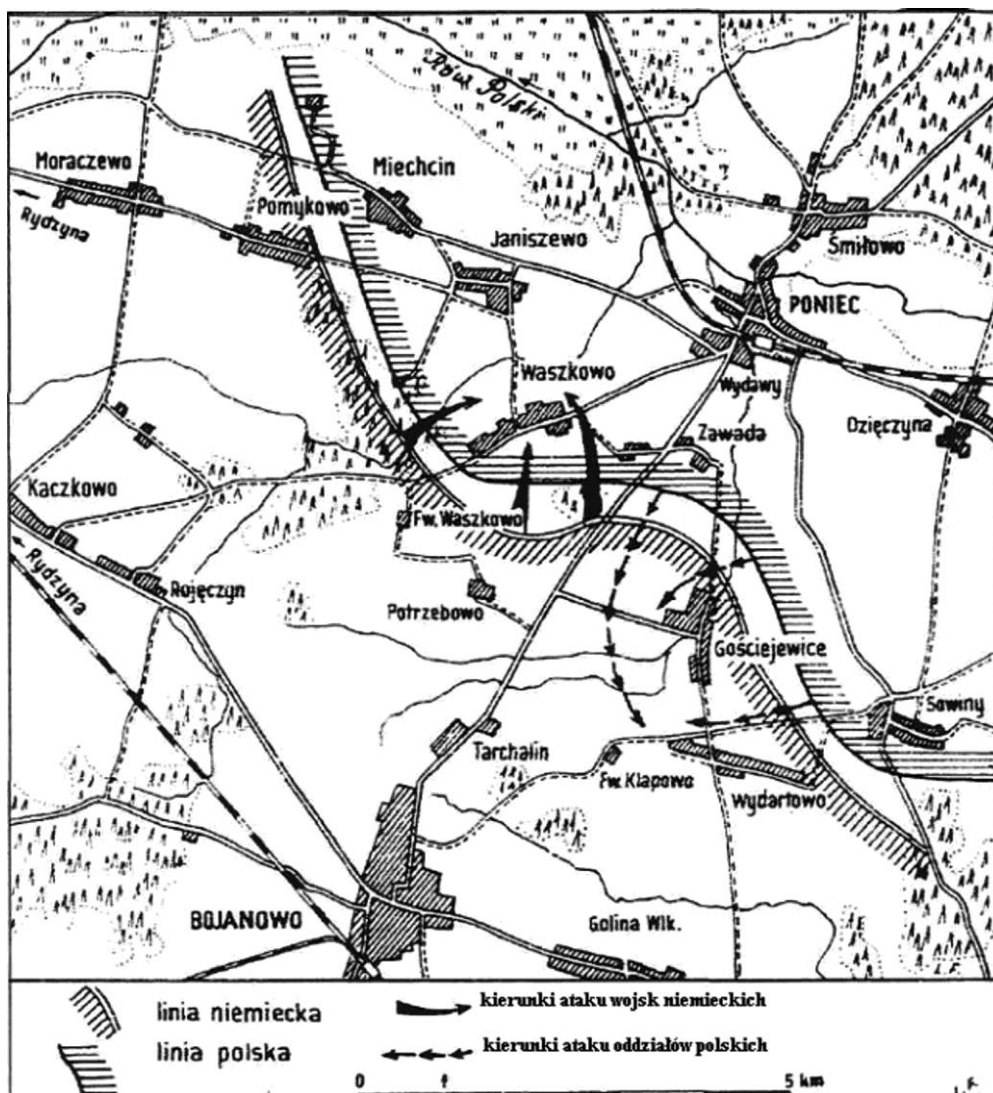 Rów Polski
Moraczewo
Miechcin
Rydzyna
Pomykowo
Janiszewo
Śmiłowo
PONIEC
Waszkowo
Wydawy
Zawada
Dzięczyna
Kaczkowo
Fw. Waszkowo
Rydzyna
Rojęczyn
Potrzebowo
Gościejewice
Sowiny
Tarchalin
Fw. Klapowo
Wydartowo
BOJANOWO
Golina Wlk.
linia niemiecka
kierunki ataku wojsk niemieckich
linia polska
kierunki ataku oddziałów polskich
0 1 5 km